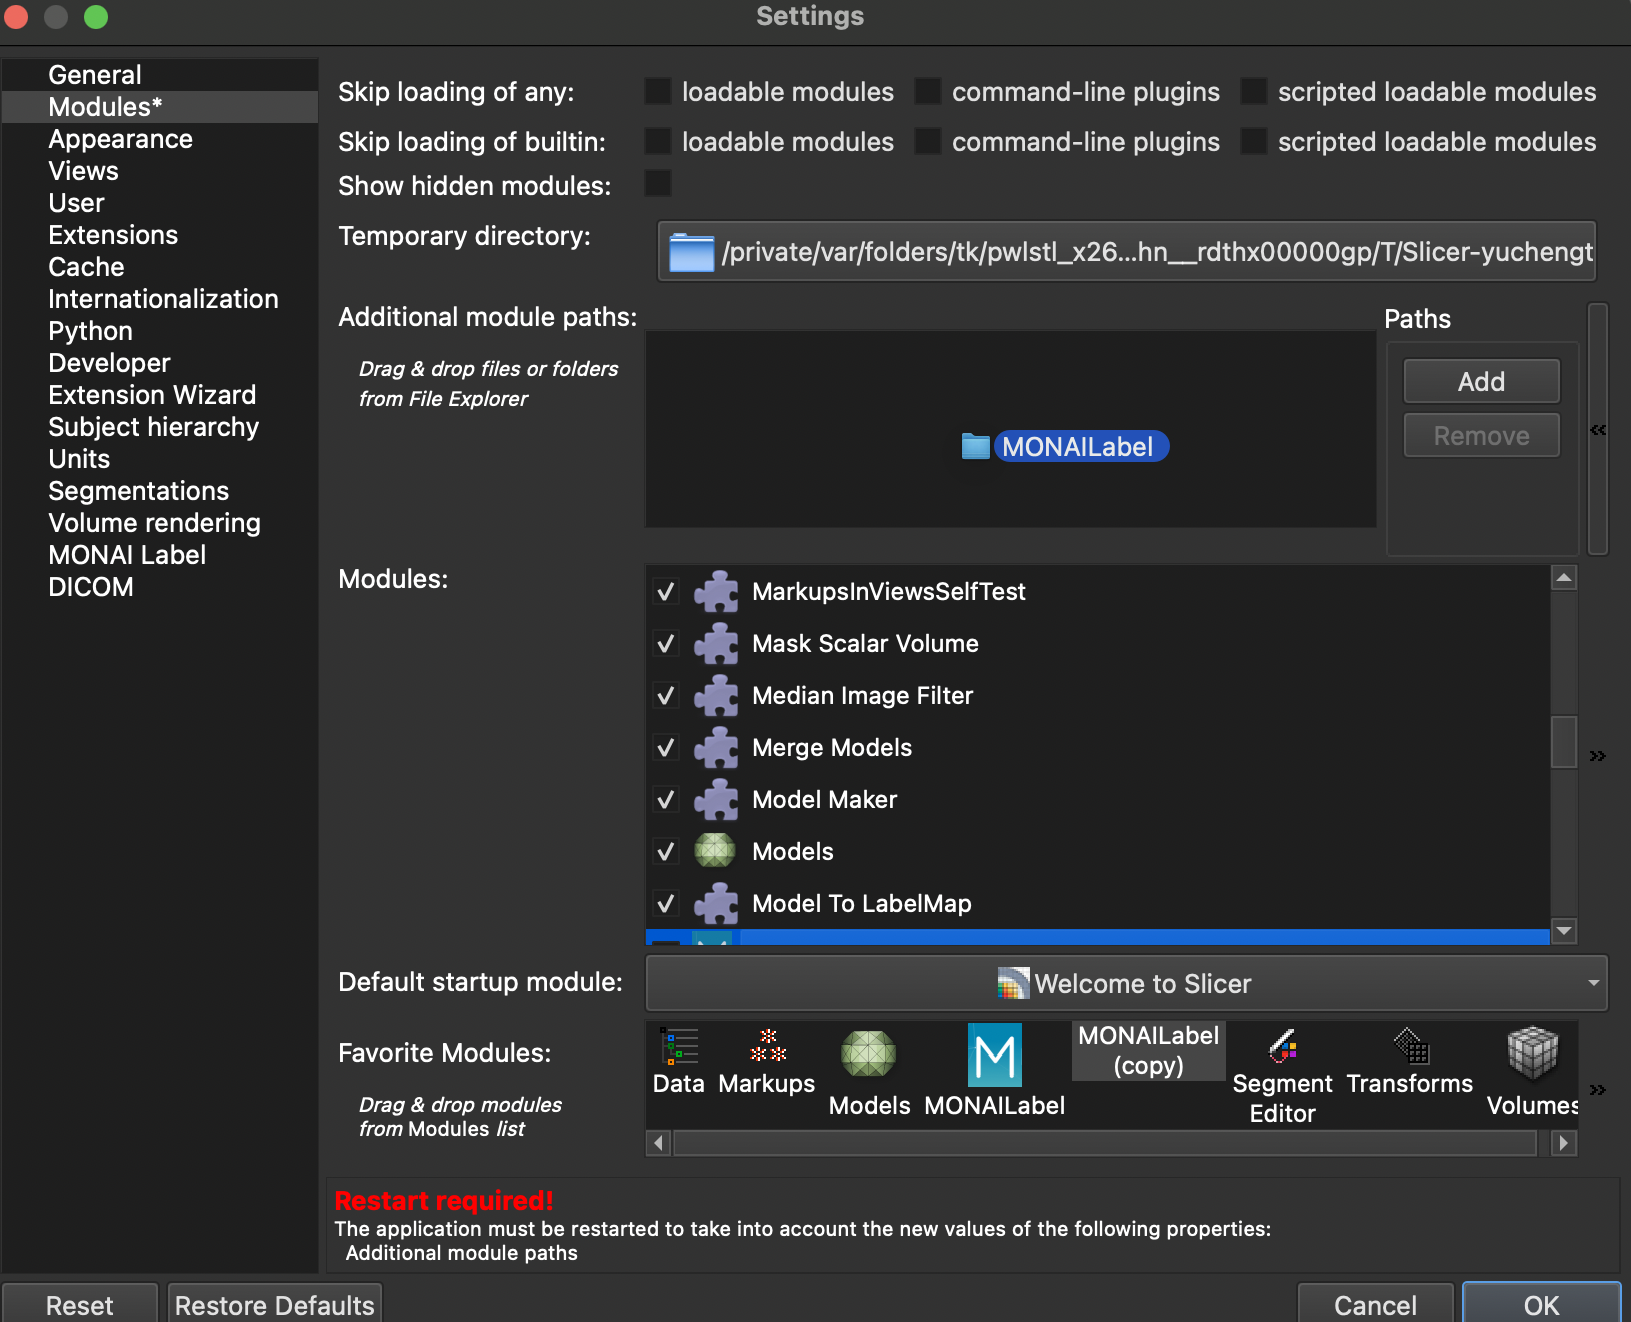 Settings
General
Modules*
Appearance
Views
User
Extensions
Cache
Internationalization
Python
Developer
Extension Wizard
Subject hierarchy
Units
Segmentations
Volume rendering
MONAI Label
DICOM
Skip loading of any: loadable modules command-line plugins scripted loadable modules
Skip loading of builtin: loadable modules command-line plugins scripted loadable modules
Show hidden modules:
Temporary directory: /private/var/folders/tk/pwlstl_x26...hn__rdthx00000gp/T/Slicer-yuchengt
Additional module paths:
Drag & drop files or folders
from File Explorer
MONAILabel
Paths
Add
Remove
Modules:
MarkupsInViewsSelfTest
Mask Scalar Volume
Median Image Filter
Merge Models
Model Maker
Models
Model To LabelMap
Default startup module: Welcome to Slicer
Favorite Modules:
Drag & drop modules
from Modules list
Data
Markups
Models
MONAILabel
MONAILabel
(copy)
Segment
Editor
Transforms
Volumes
Restart required!
The application must be restarted to take into account the new values of the following properties:
Additional module paths
Reset
Restore Defaults
Cancel
OK